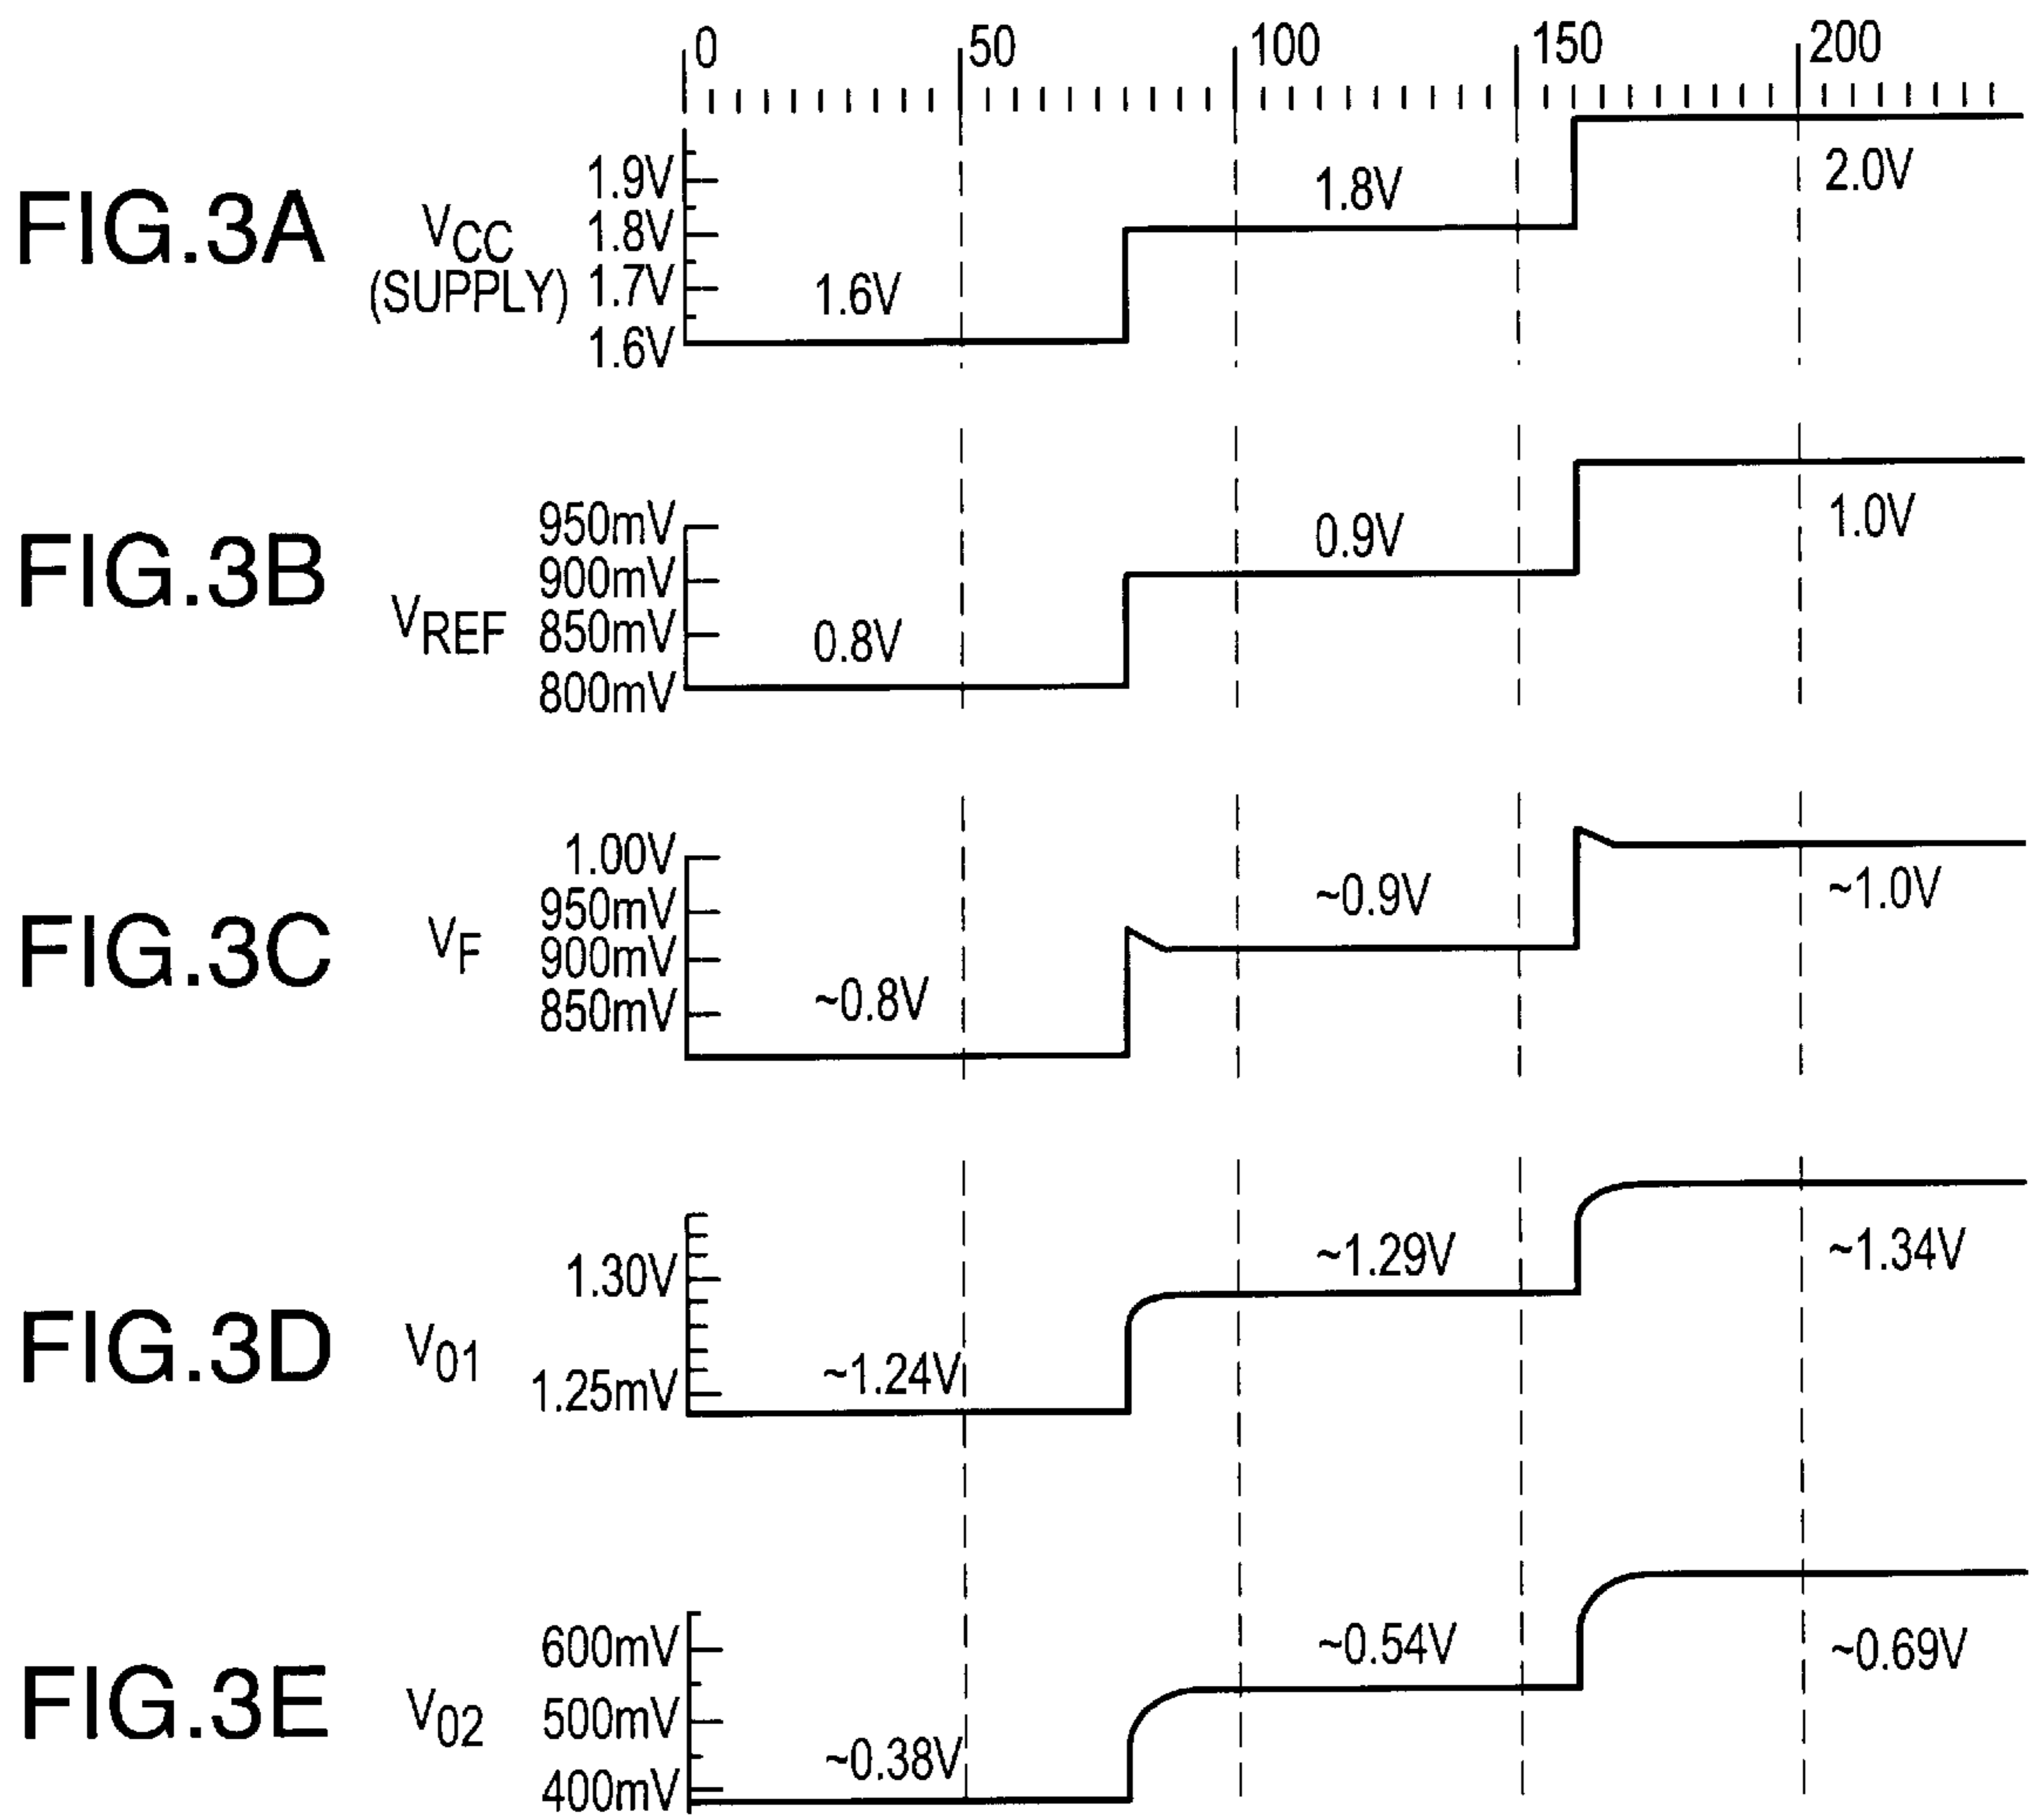 0 50 100 150 200
FIG.3A
VCC
(SUPPLY)
1.9V
1.8V
1.7V
1.6V
1.6V
1.8V
2.0V
FIG.3B
VREF
950mV
900mV
850mV
800mV
0.8V
0.9V
1.0V
FIG.3C
VF
1.00V
950mV
900mV
850mV
~0.8V
~0.9V
~1.0V
FIG.3D
V01
1.30V
1.25mV
~1.24V
~1.29V
~1.34V
FIG.3E
V02
600mV
500mV
400mV
~0.38V
~0.54V
~0.69V